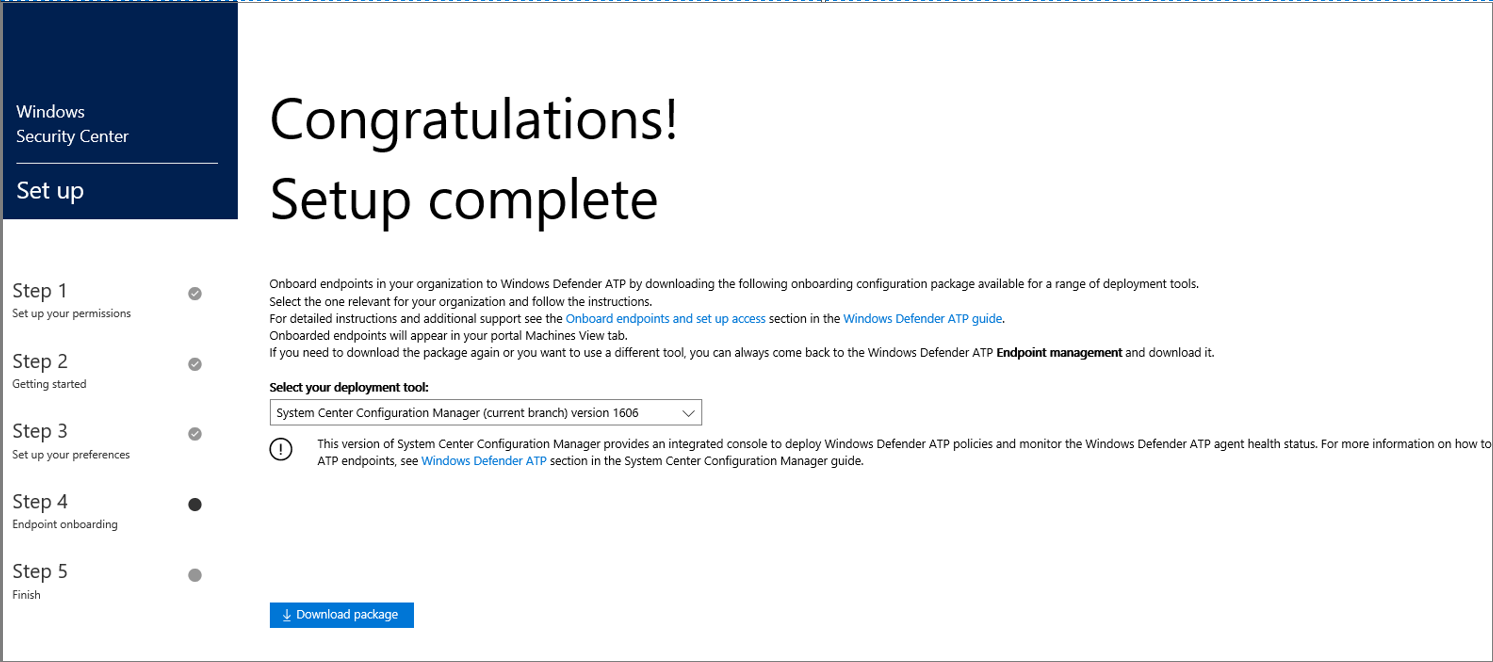 Windows
Security Center
Set up
Congratulations!
Setup complete
Step 1
Set up your permissions
Step 2
Getting started
Step 3
Set up your preferences
Step 4
Endpoint onboarding
Step 5
Finish
Onboard endpoints in your organization to Windows Defender ATP by downloading the following onboarding configuration package available for a range of deployment tools.
Select the one relevant for your organization and follow the instructions.
For detailed instructions and additional support see the Onboard endpoints and set up access section in the Windows Defender ATP guide.
Onboarded endpoints will appear in your portal Machines View tab.
If you need to download the package again or you want to use a different tool, you can always come back to the Windows Defender ATP Endpoint management and download it.
Select your deployment tool:
System Center Configuration Manager (current branch) version 1606
This version of System Center Configuration Manager provides an integrated console to deploy Windows Defender ATP policies and monitor the Windows Defender ATP agent health status. For more information on how to
ATP endpoints, see Windows Defender ATP section in the System Center Configuration Manager guide.
Download package